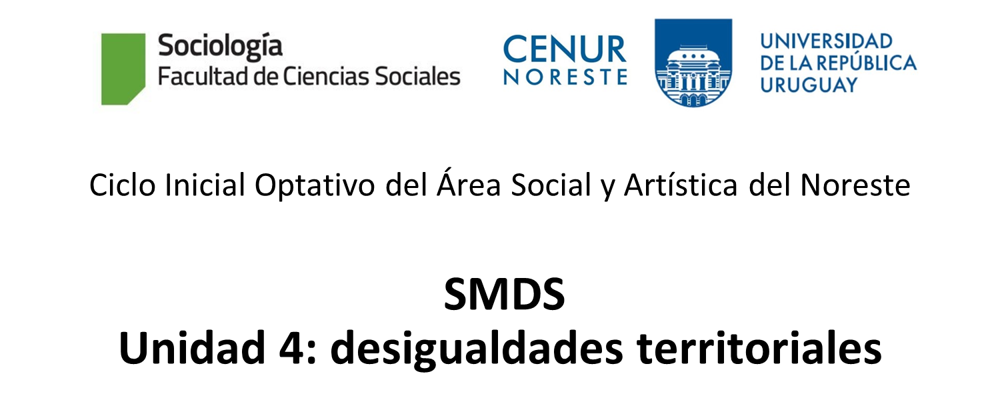 Sociología
Facultad de Ciencias Sociales
CENUR
NORESTE
UNIVERSIDAD
DE LA REPÚBLICA
URUGUAY
Ciclo Inicial Optativo del Área Social y Artística del Noreste
SMDS
Unidad 4: desigualdades territoriales